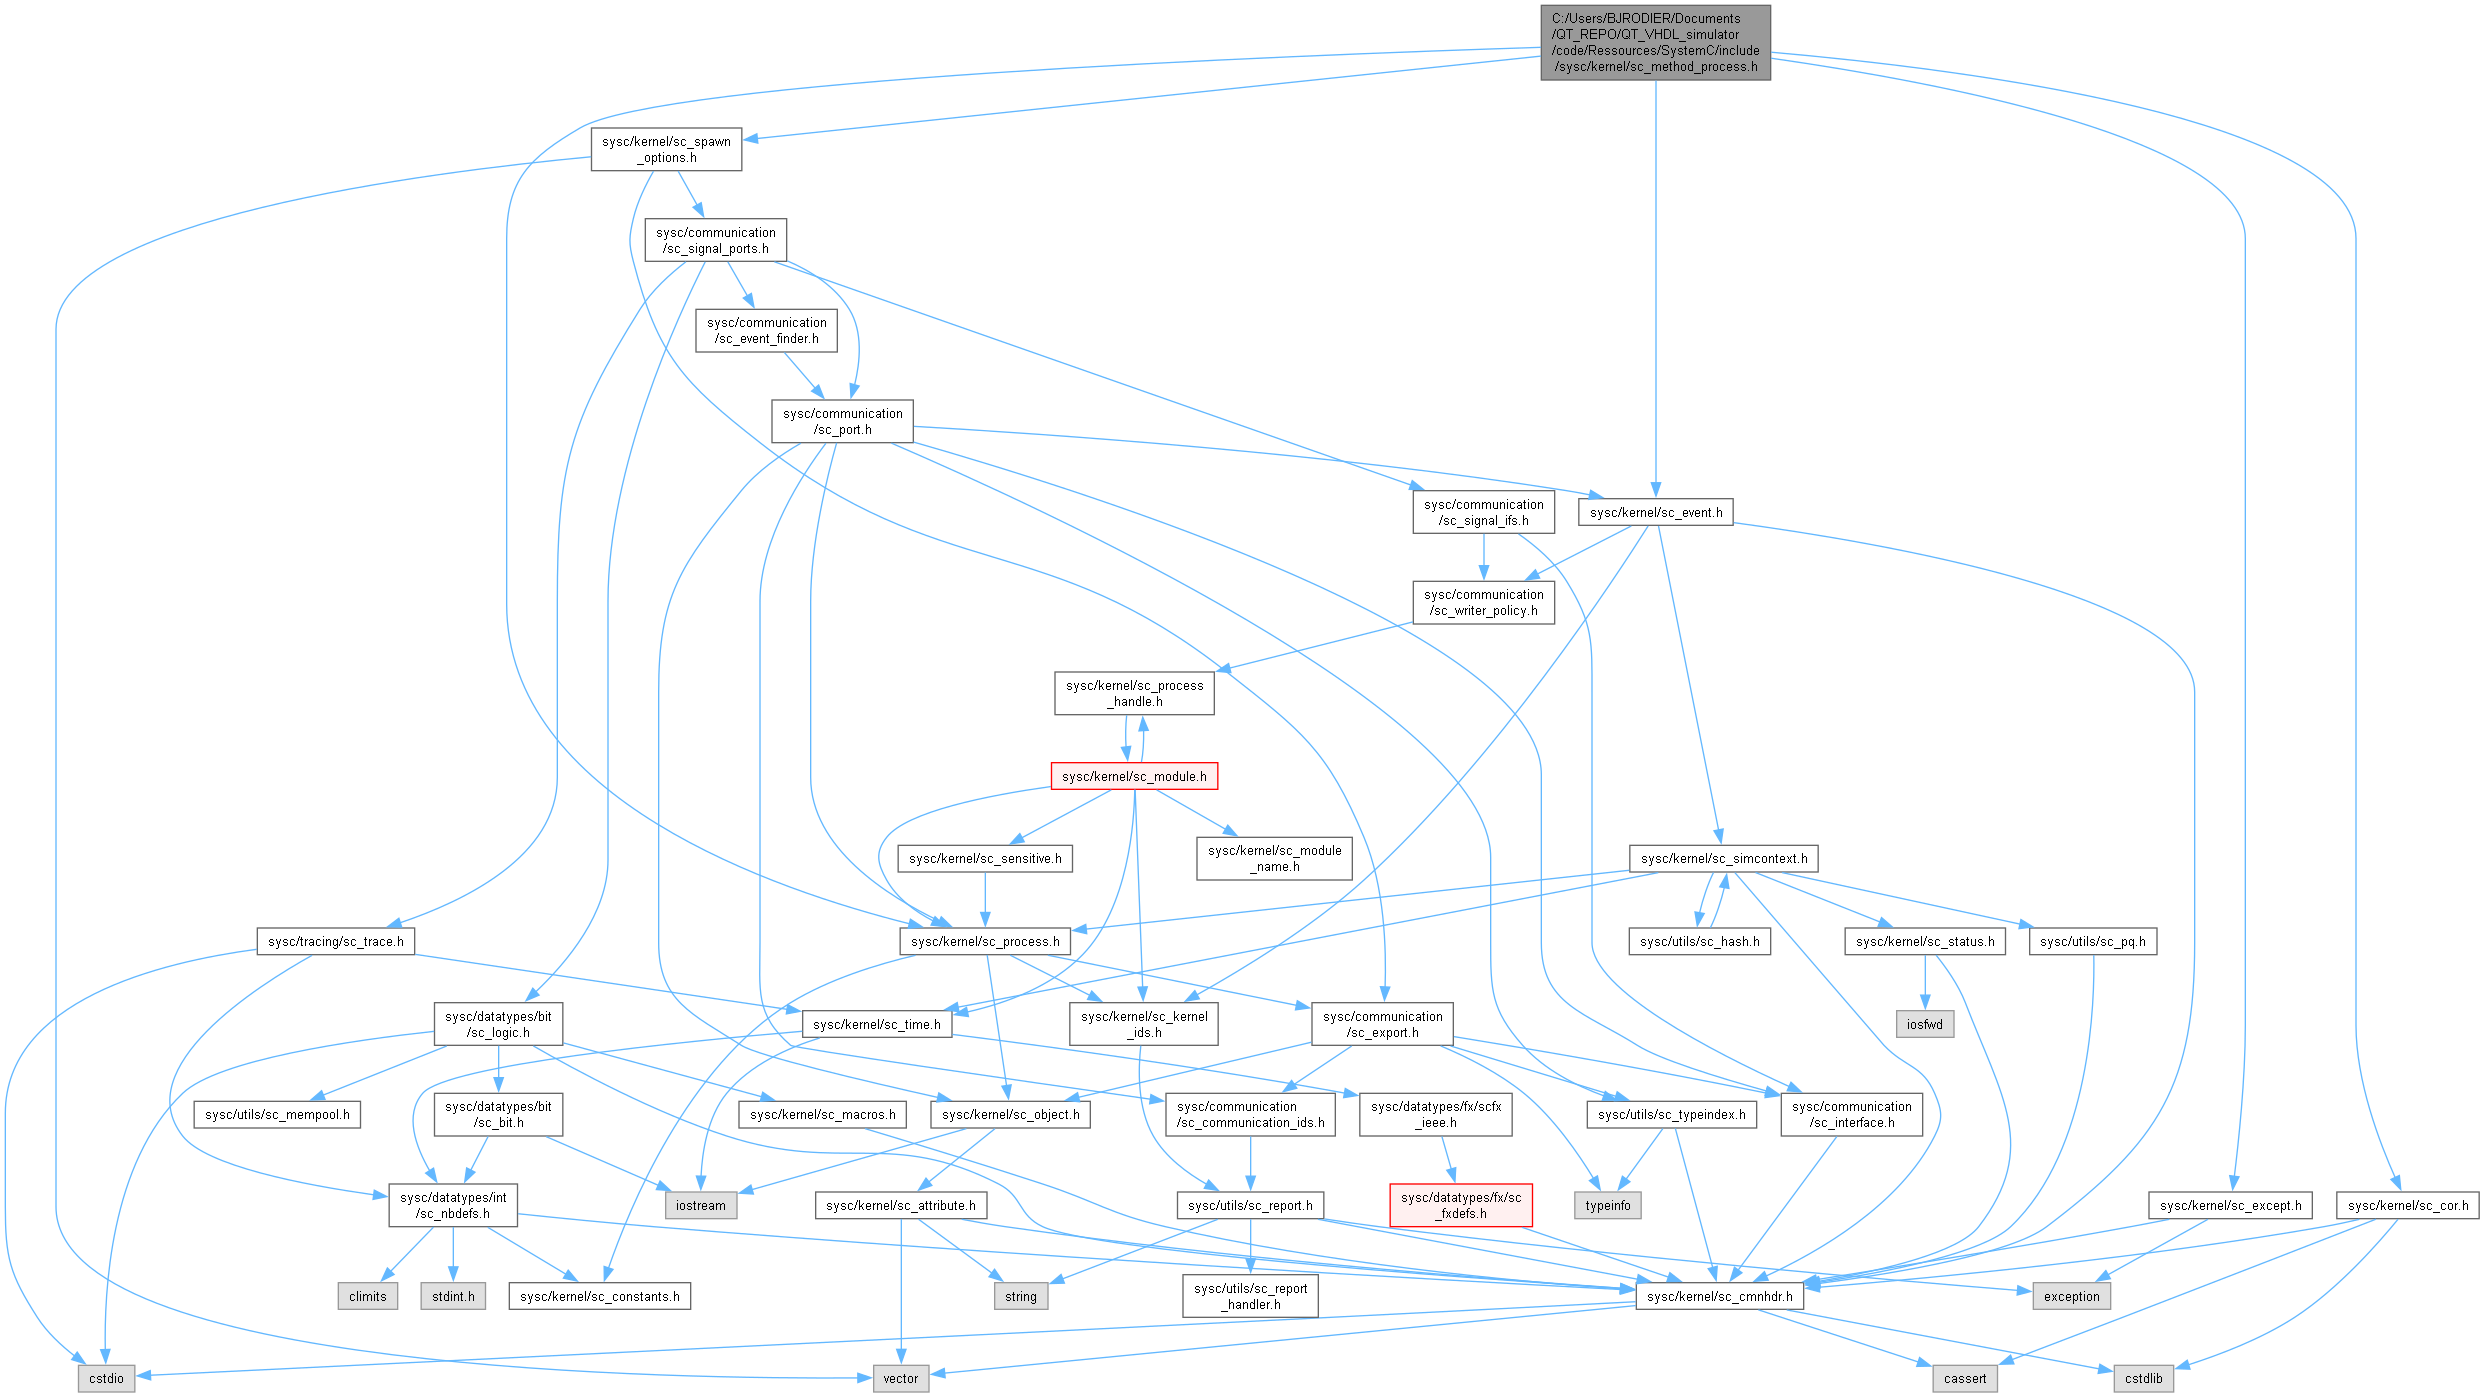 C:/Users/BJRODIER/Documents
/QT_REPO/QT_VHDL_simulator
/code/Ressources/SystemC/include
/sysc/kernel/sc_method_process.h
sysc/kernel/sc_spawn
_options.h
sysc/communication
/sc_signal_ports.h
sysc/communication
/sc_event_finder.h
sysc/communication
/sc_port.h
sysc/communication
/sc_signal_ifs.h
sysc/kernel/sc_event.h
sysc/communication
/sc_writer_policy.h
sysc/kernel/sc_process
_handle.h
sysc/kernel/sc_module.h
sysc/kernel/sc_sensitive.h
sysc/kernel/sc_module
_name.h
sysc/kernel/sc_simcontext.h
sysc/tracing/sc_trace.h
sysc/kernel/sc_process.h
sysc/utils/sc_hash.h
sysc/kernel/sc_status.h
sysc/utils/sc_pq.h
sysc/datatypes/bit
/sc_logic.h
sysc/kernel/sc_time.h
sysc/kernel/sc_kernel
_ids.h
sysc/communication
/sc_export.h
iosfwd
sysc/utils/sc_mempool.h
sysc/datatypes/bit
/sc_bit.h
sysc/kernel/sc_macros.h
sysc/kernel/sc_object.h
sysc/communication
/sc_communication_ids.h
sysc/datatypes/fx/scfx
_ieee.h
sysc/utils/sc_typeindex.h
sysc/communication
/sc_interface.h
sysc/datatypes/int
/sc_nbdefs.h
iostream
sysc/kernel/sc_attribute.h
sysc/utils/sc_report.h
sysc/datatypes/fx/sc
_fxdefs.h
typeinfo
sysc/kernel/sc_except.h
sysc/kernel/sc_cor.h
climits
stdint.h
sysc/kernel/sc_constants.h
string
sysc/utils/sc_report
_handler.h
sysc/kernel/sc_cmnhdr.h
exception
cstdio
vector
cassert
cstdlib